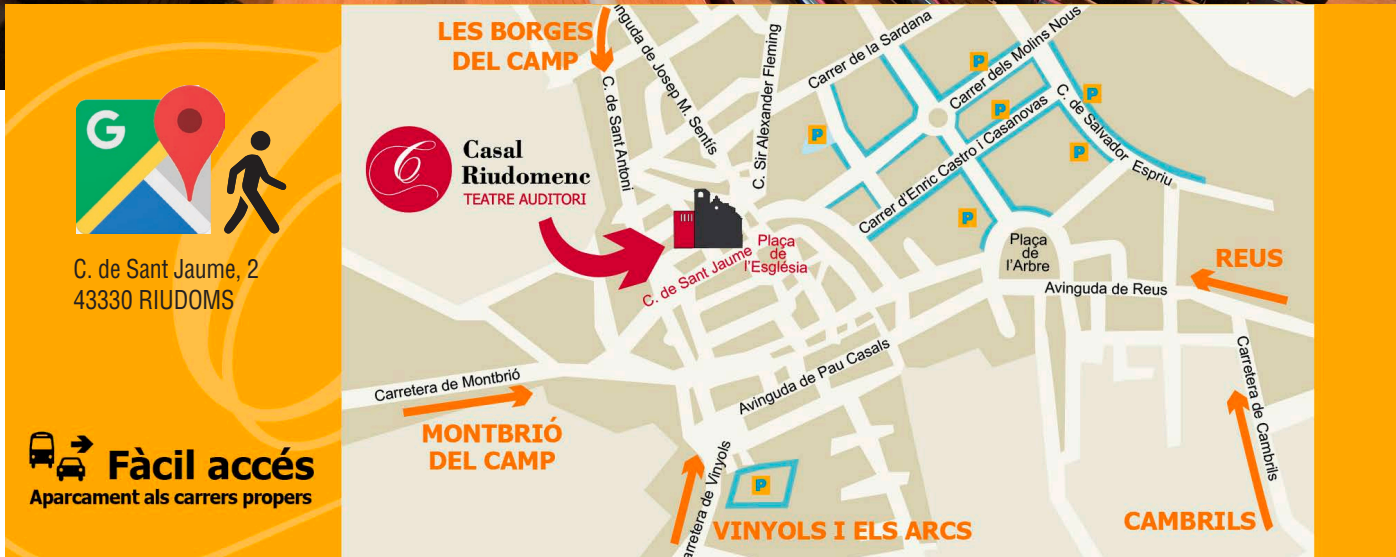 G
C. de Sant Jaume, 2
43330 RIUDOMS
Fàcil accés
Aparcament als carrers propers
LES BORGES
DEL CAMP
C
Casal
Riudomenc
TEATRE AUDITORI
C. de Sant Antoni
de Josep M. Sentís
C. Sir Alexander Fleming
Carrer de la Sardana
Carrer dels Molins Nous
Carrer d'Enric Castro i Casanovas
C. de Salvador Espriu
P
P
P
P
P
P
Plaça
de
l'Església
C. de Sant Jaume
Plaça
de
l'Arbre
REUS
Avinguda de Reus
Avinguda de Pau Casals
Carretera de Montbrió
MONTBRIÓ
DEL CAMP
de Vinyols
P
VINYOLS I ELS ARCS
Carretera de Cambrils
CAMBRILS